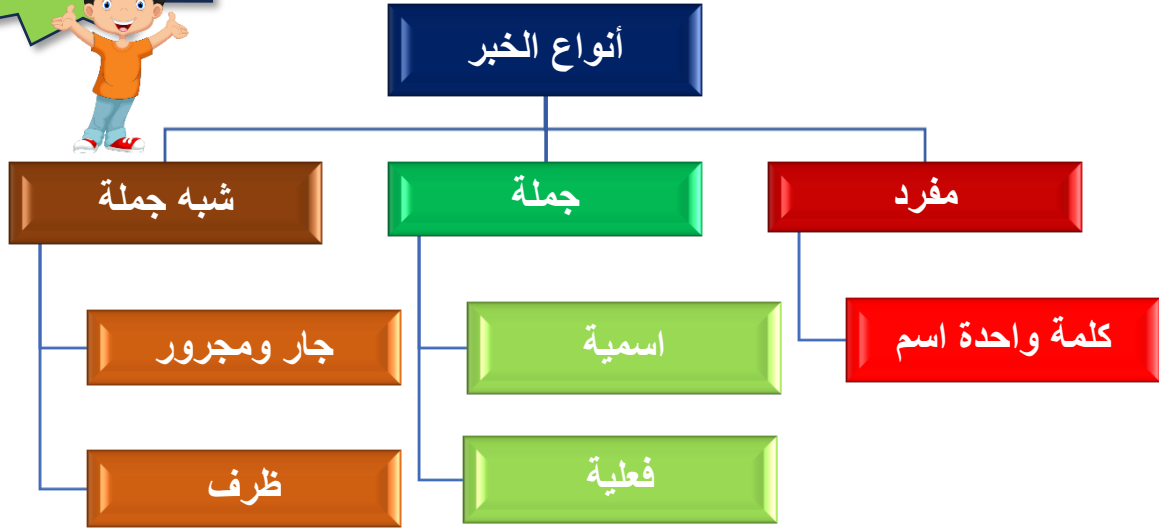 أنواع الخبر
مفرد
كلمة واحدة اسم
جملة
اسمية
فعلية
شبه جملة
جار ومجرور
ظرف